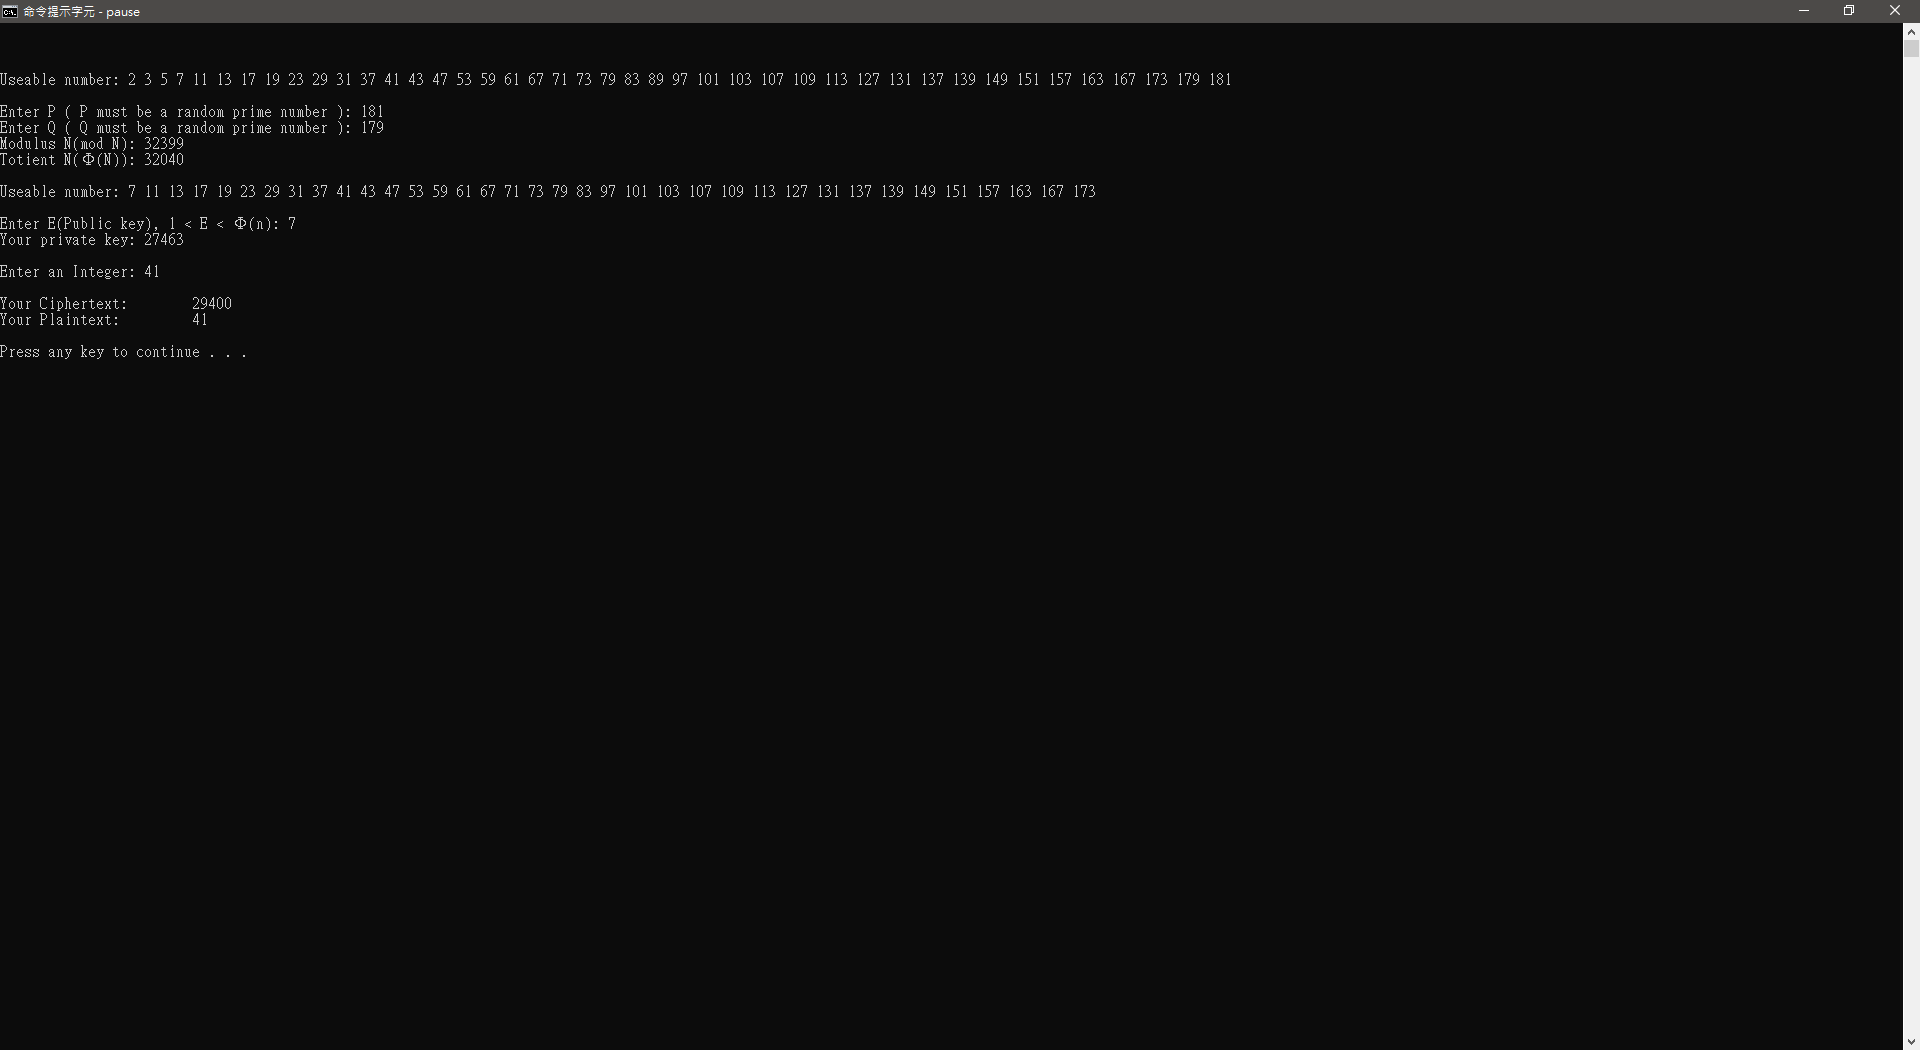 命令提示字元 - pause
Useable number: 2 3 5 7 11 13 17 19 23 29 31 37 41 43 47 53 59 61 67 71 73 79 83 89 97 101 103 107 109 113 127 131 137 139 149 151 157 163 167 173 179 181
Enter P ( P must be a random prime number ): 181
Enter Q ( Q must be a random prime number ): 179
Modulus N(mod N): 32399
Totient N(Φ(N)): 32040
Useable number: 7 11 13 17 19 23 29 31 37 41 43 47 53 59 61 67 71 73 79 83 97 101 103 107 109 113 127 131 137 139 149 151 157 163 167 173
Enter E(Public key), 1 < E < Φ(n): 7
Your private key: 27463
Enter an Integer: 41
Your Ciphertext: 29400
Your Plaintext: 41
Press any key to continue . . .